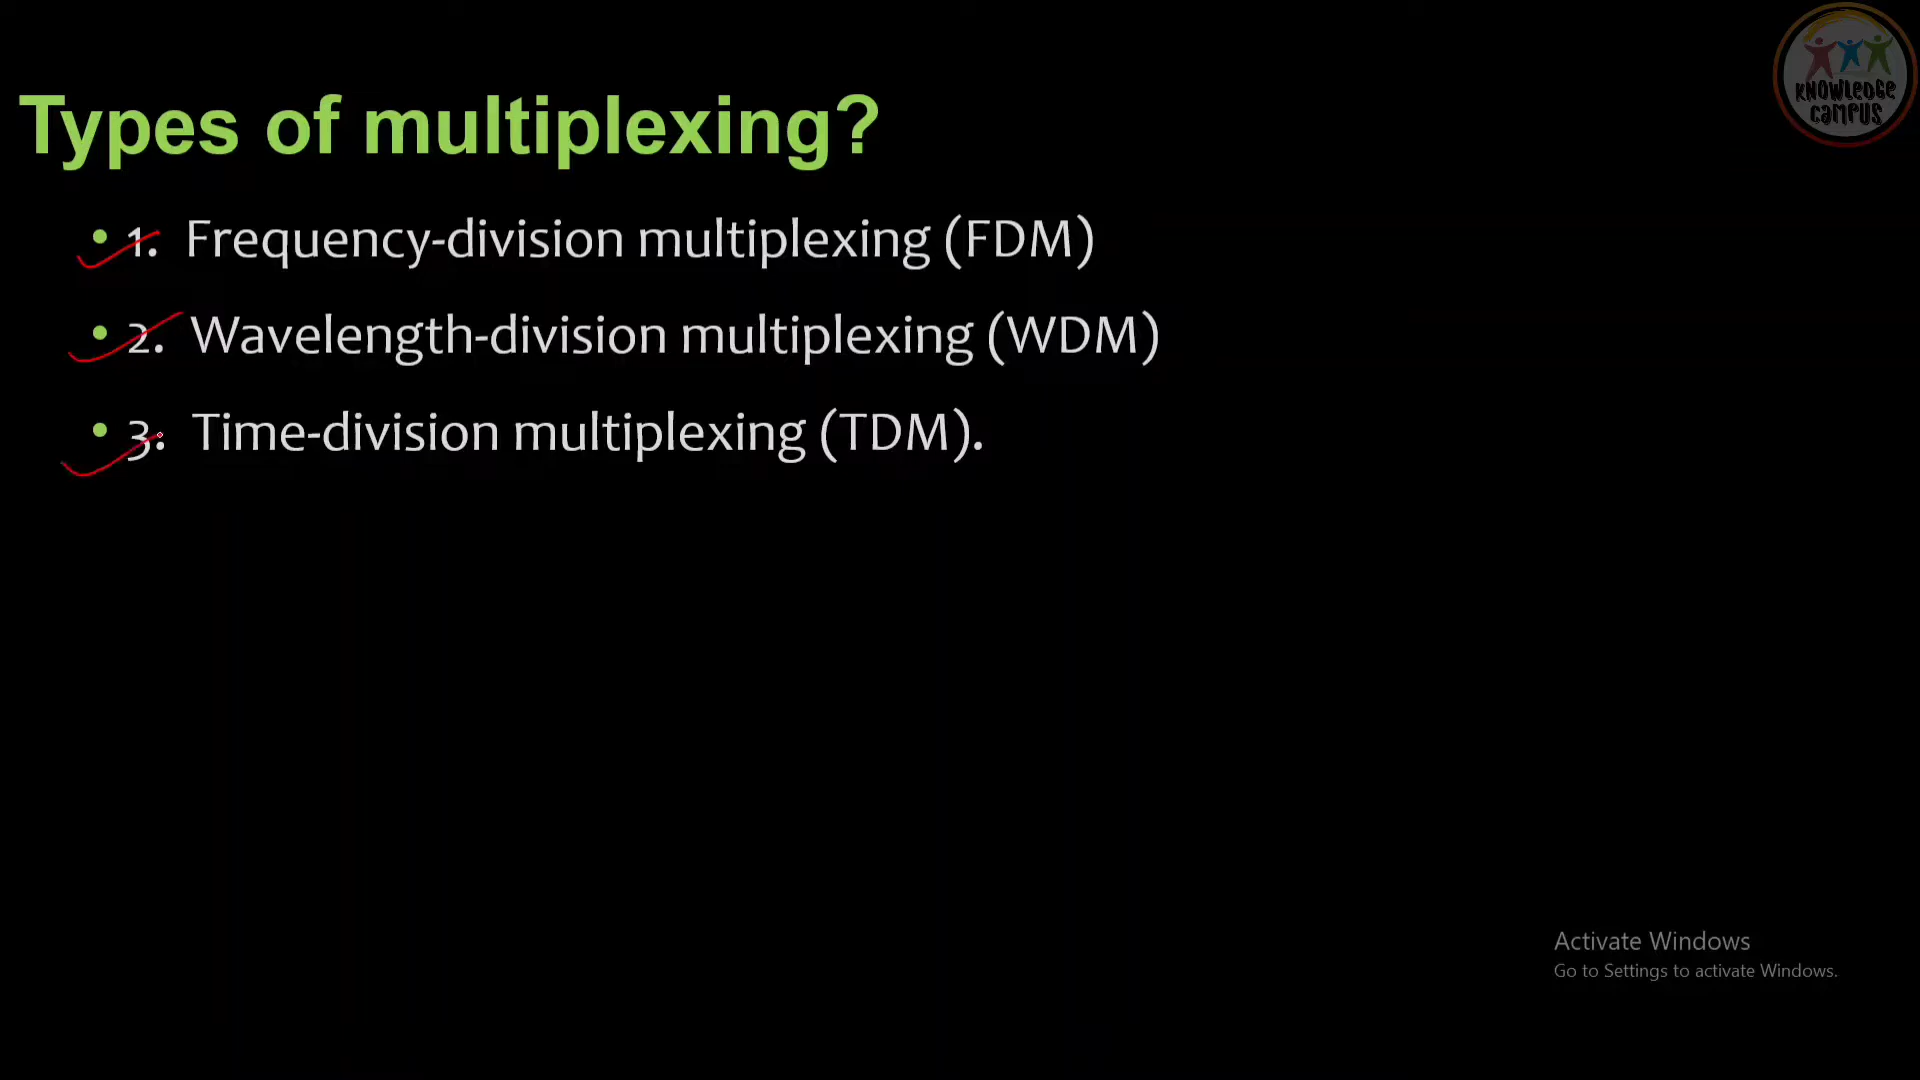 KNOWLEDGE
CAMPUS
Types of multiplexing?
• 1. Frequency-division multiplexing (FDM)
• 2. Wavelength-division multiplexing (WDM)
• 3. Time-division multiplexing (TDM).
Activate Windows
Go to Settings to activate Windows.